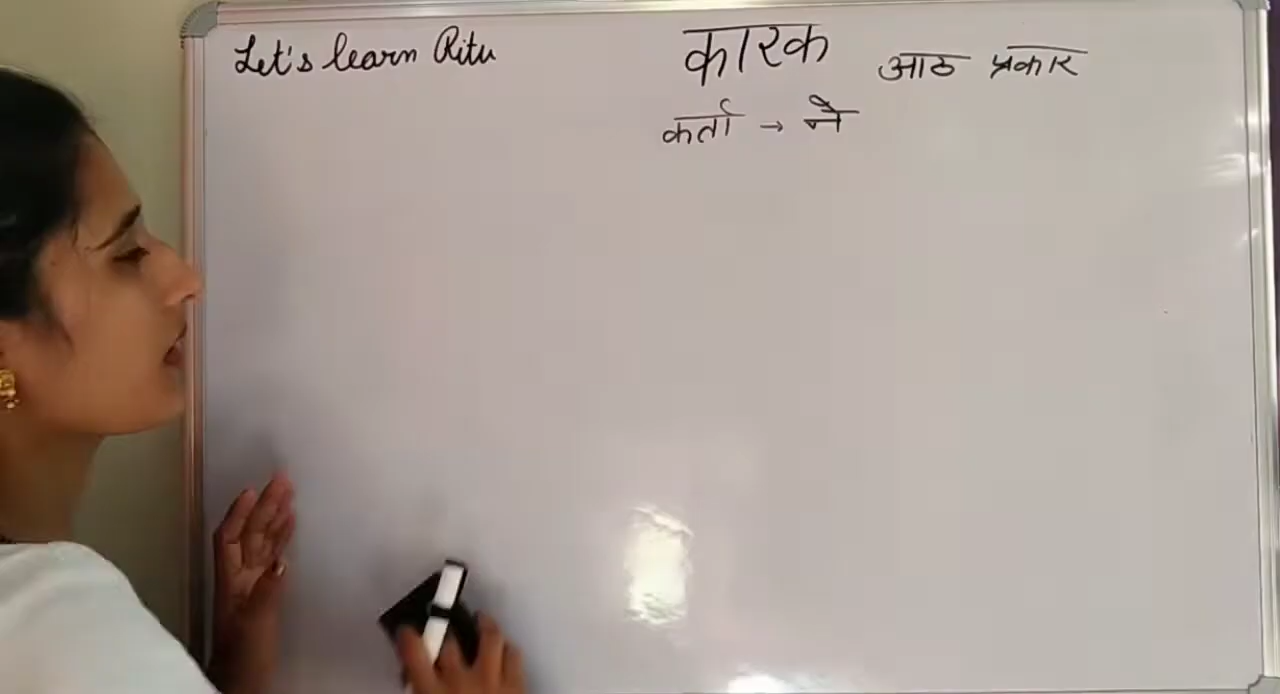 Let's learn Ritu
कारक आठ प्रकार
कर्ता → ने